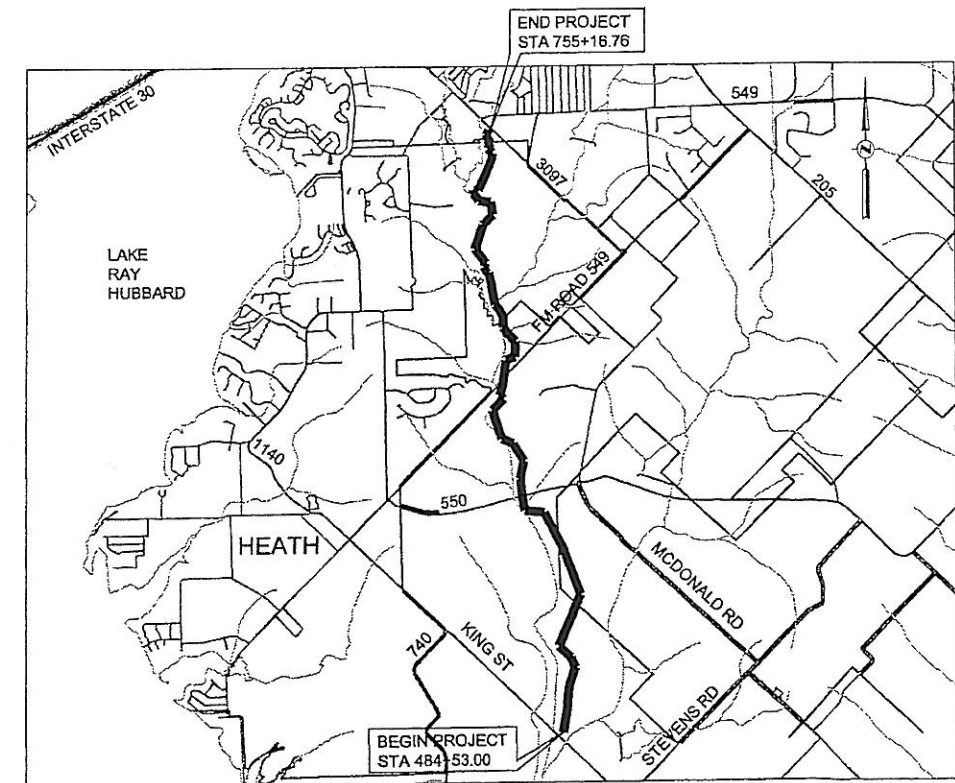 END PROJECT
STA 755+16.76
INTERSTATE 30
549
3097
205
LAKE
RAY
HUBBARD
FM ROAD 549
1140
550
HEATH
MCDONALD RD
KING ST
740
STEVENS RD
BEGIN PROJECT
STA 484+53.00
N